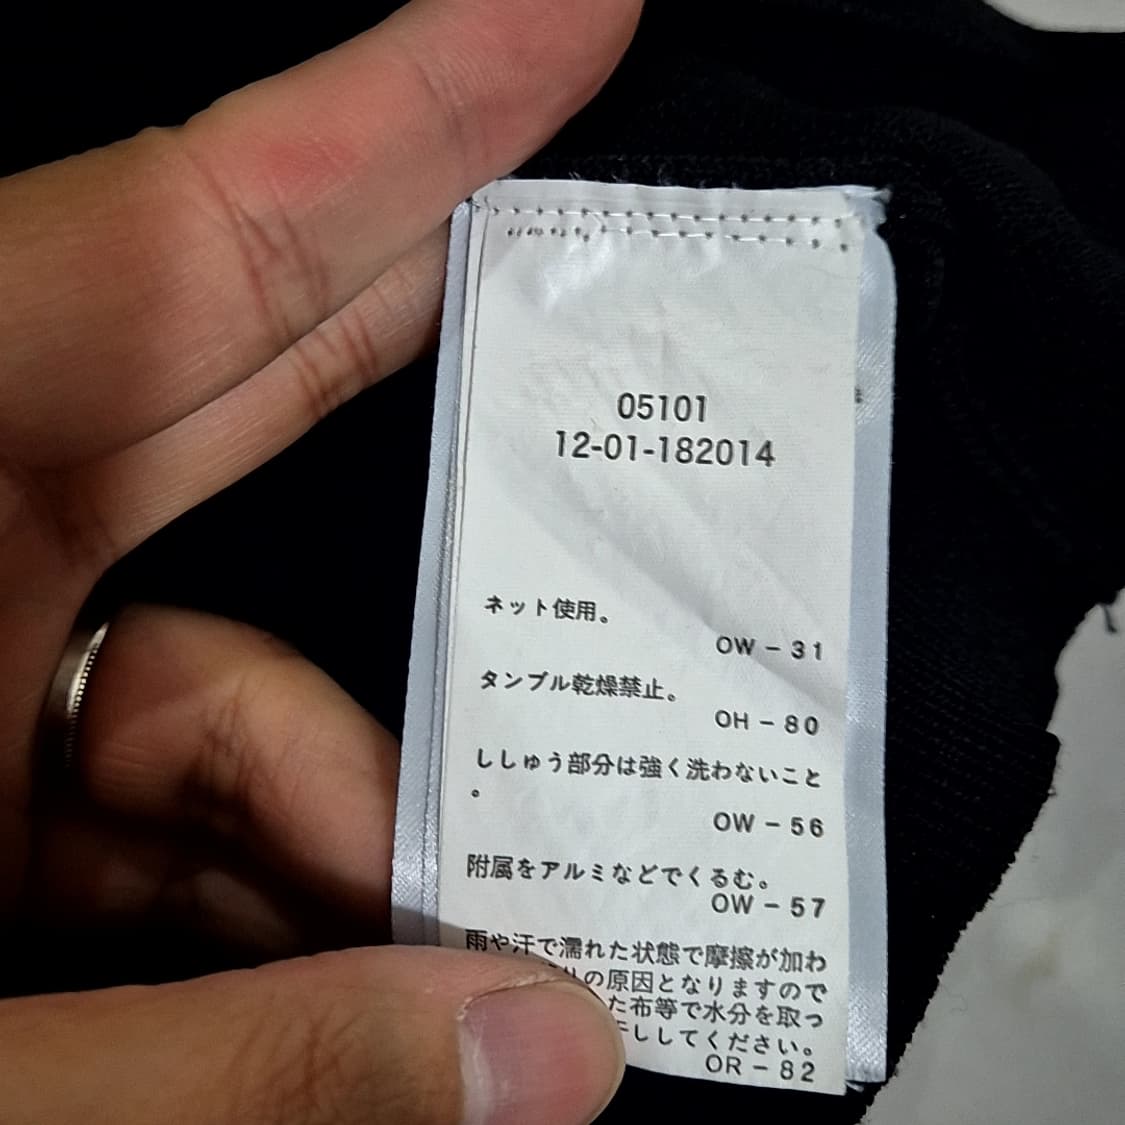 05101
12-01-182014
ネット使用。
OW-31
タンブル乾燥禁止。
OH-80
ししゅう部分は強く洗わないこと
。
OW-56
附属をアルミなどでくるむ。
OW-57
雨や汗で濡れた状態で摩擦が加わ
の原因となりますので
た布等で水分を取っ
ししてください。
OR-82